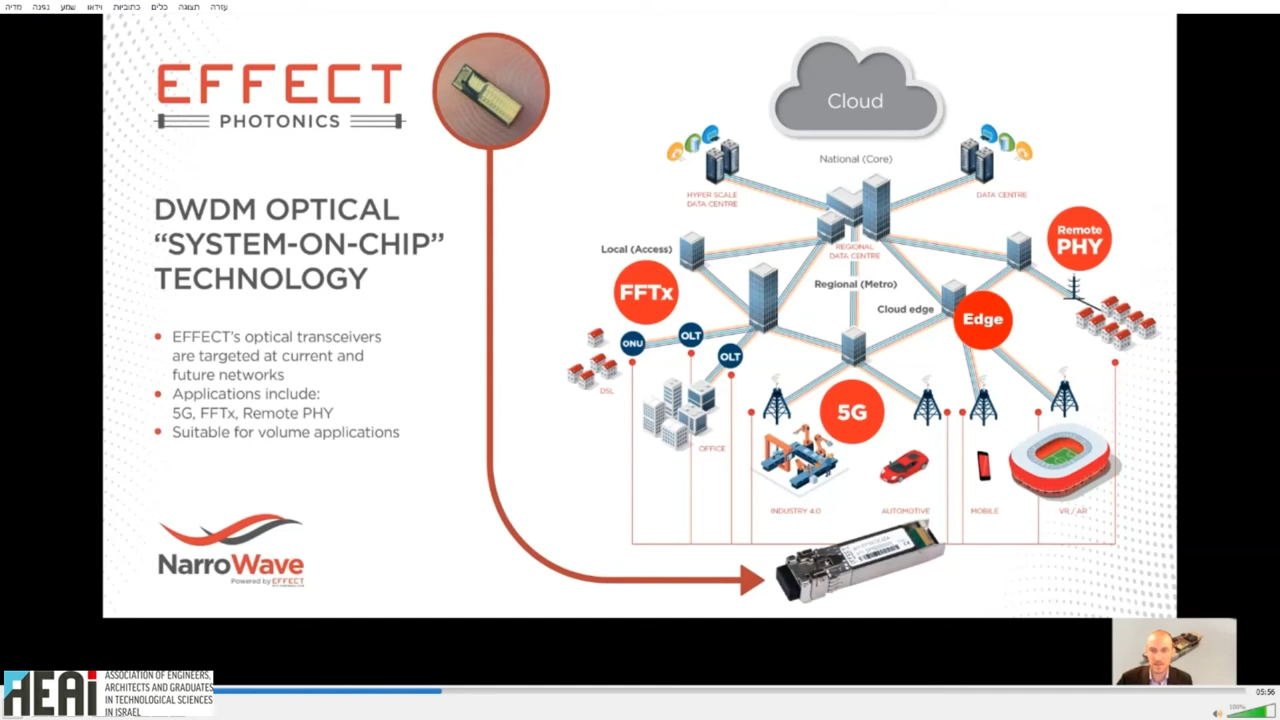 מדיה נגינה שמע וידאו כתוביות כלים תצוגה עזרה
EFFECT
PHOTONICS
DWDM OPTICAL
“SYSTEM-ON-CHIP”
TECHNOLOGY
• EFFECT's optical transceivers
are targeted at current and
future networks
• Applications include:
5G, FFTx, Remote PHY
• Suitable for volume applications
NarroWave
Powered by EFFECT
Cloud
National (Core)
HYPER SCALE
DATA CENTRE
DATA CENTRE
REGIONAL
DATA CENTRE
Local (Access)
Remote
PHY
FFTx
Regional (Metro)
Cloud edge
Edge
ONU
OLT
OLT
DSL
OFFICE
5G
INDUSTRY 4.0
AUTOMOTIVE
MOBILE
VR / AR
AEAi
ASSOCIATION OF ENGINEERS,
ARCHITECTS AND GRADUATES
IN TECHNOLOGICAL SCIENCES
IN ISRAEL
05:56
100%